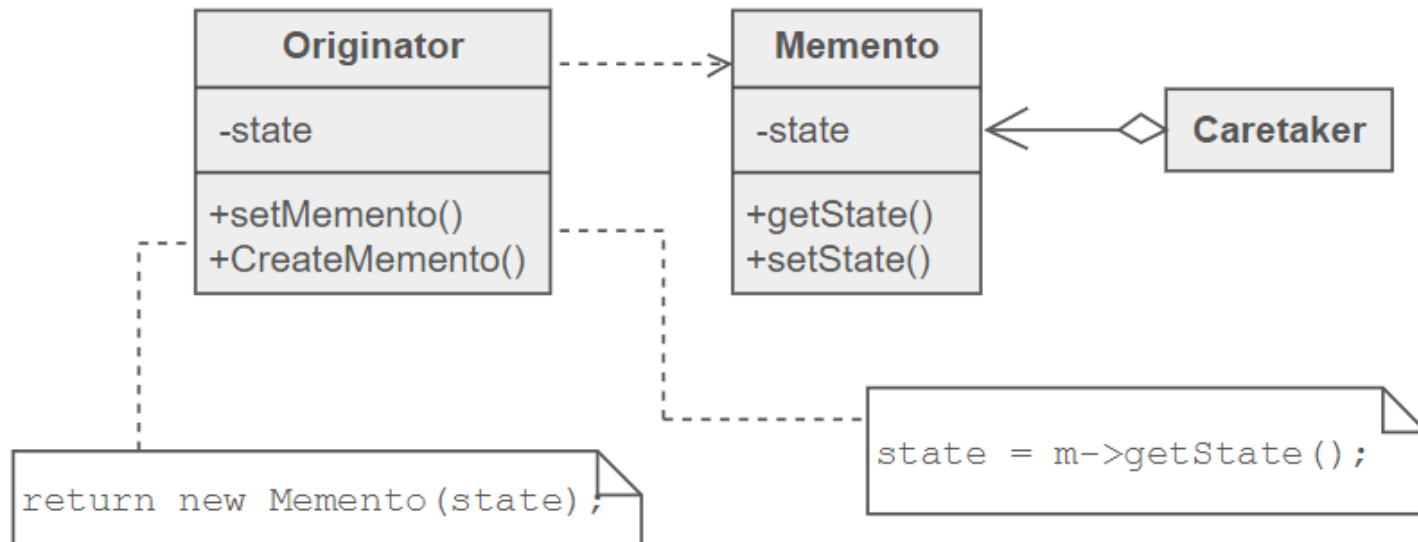 Originator
-state
+setMemento()
+CreateMemento()
Memento
-state
+getState()
+setState()
Caretaker
state = m->getState();
return new Memento(state);